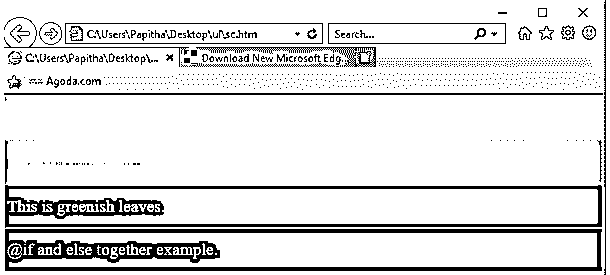 C:\Users\Papitha\Desktop\uf\sc.htm
Search...
C:\Users\Papitha\Desktop\...
Download New Microsoft Edg...
Agoda.com
This is greenish leaves.
@if and else together example.